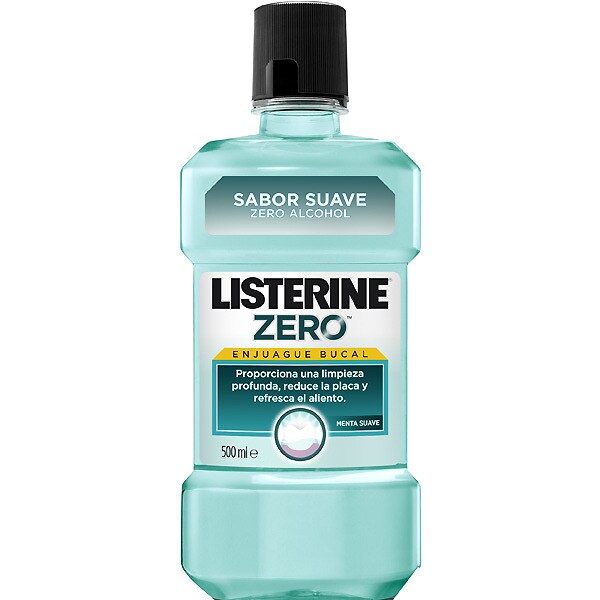 SABOR SUAVE
ZERO ALCOHOL
LISTERINE
ZERO™
ENJUAGUE BUCAL
Proporciona una limpieza
profunda, reduce la placa y
refresca el aliento.
MENTA SUAVE
500 ml e